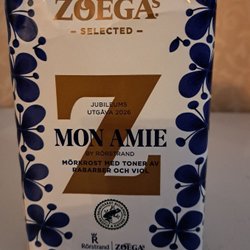 ZOÉGAS
SELECTED
JUBILEUMS
UTGÅVA 2026
MON AMIE
BY RÖRSTRAND
MÖRKROST MED TONER AV
RABARBER OCH VIOL
Rörstrand
ZOÉGAS